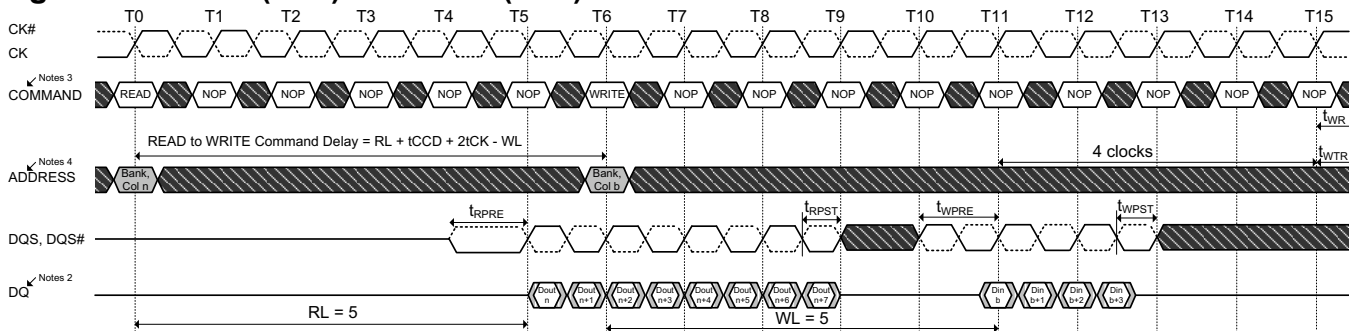 T0 T1 T2 T3 T4 T5 T6 T7 T8 T9 T10 T11 T12 T13 T14 T15
CK#
CK
Notes 3
COMMAND READ NOP NOP NOP NOP NOP WRITE NOP NOP NOP NOP NOP NOP NOP NOP NOP
tWR
READ to WRITE Command Delay = RL + tCCD + 2tCK - WL
4 clocks
tWTR
Notes 4
ADDRESS
Bank, Col n
Bank, Col b
tRPRE tRPST tWPRE tWPST
DQS, DQS#
Notes 2
DQ
Dout n
Dout n+1
Dout n+2
Dout n+3
Dout n+4
Dout n+5
Dout n+6
Dout n+7
Din b
Din b+1
Din b+2
Din b+3
RL = 5 WL = 5